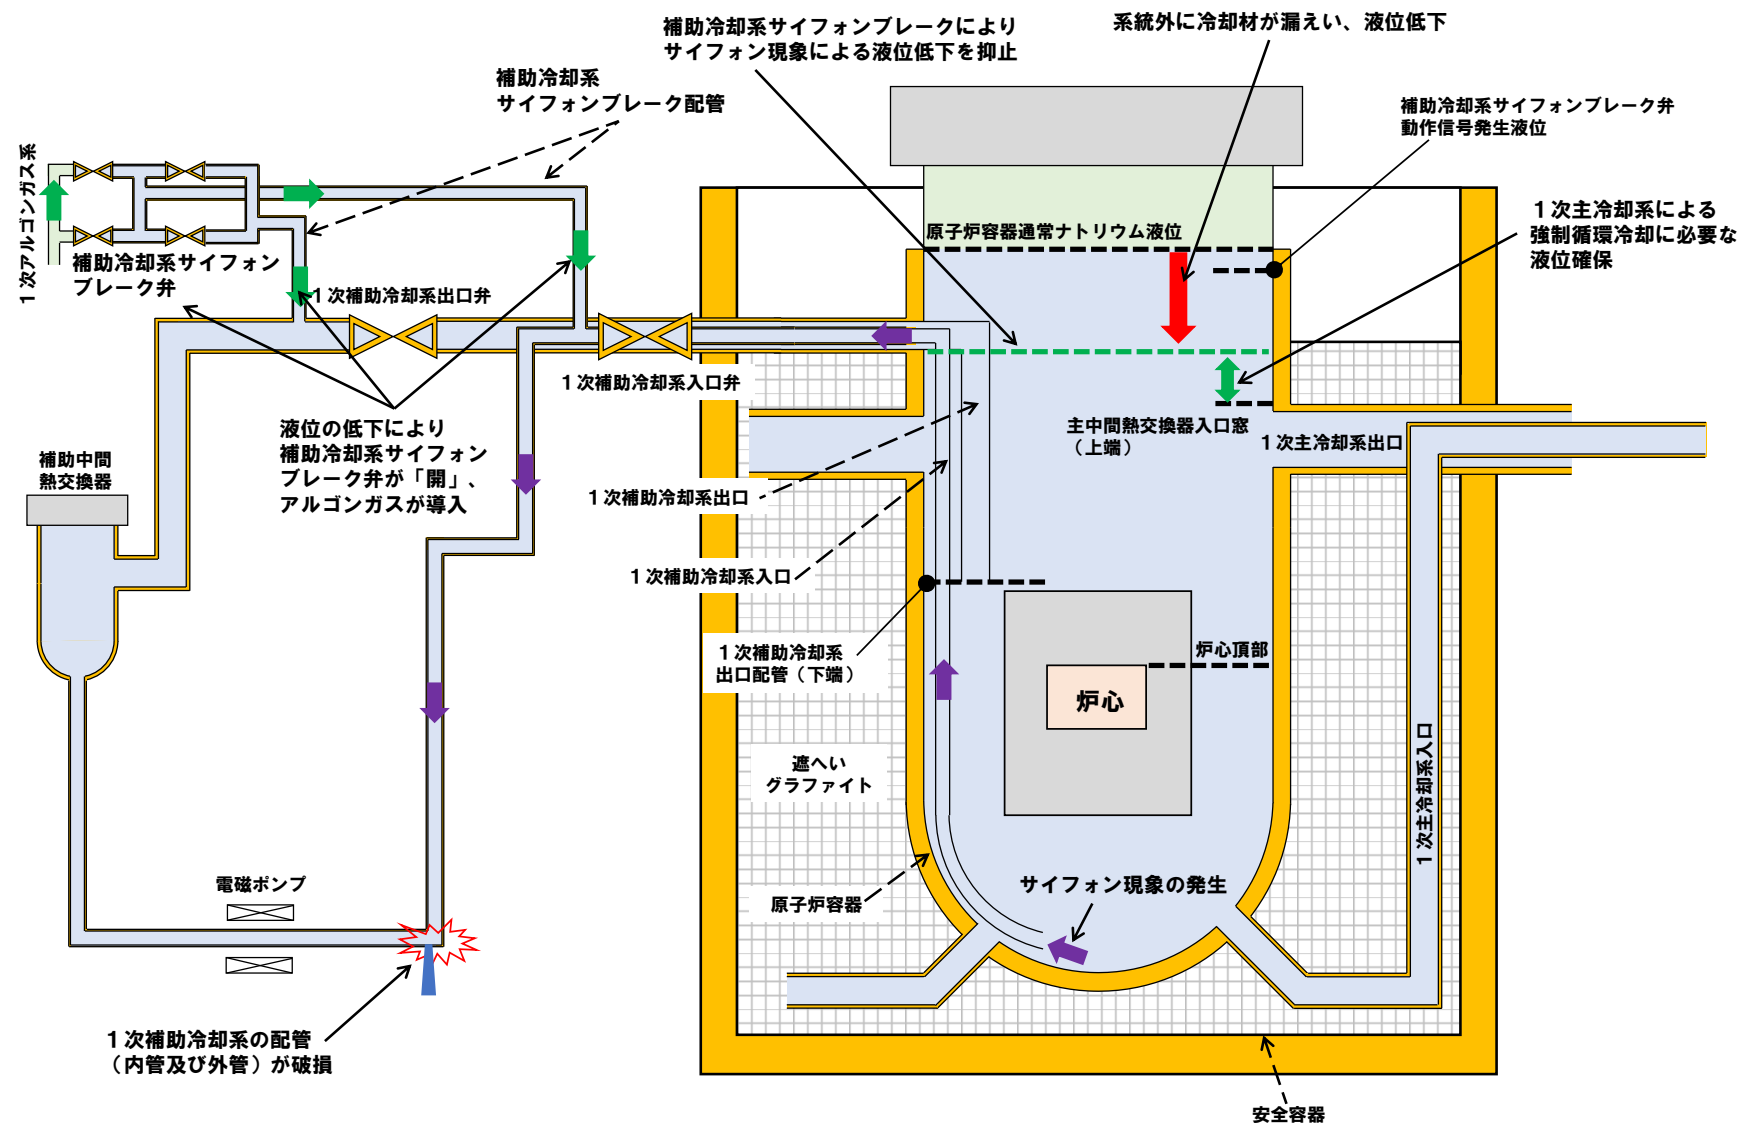 補助冷却系サイフォンブレークにより
サイフォン現象による液位低下を抑止
系統外に冷却材が漏えい、液位低下
補助冷却系
サイフォンブレーク配管
補助冷却系サイフォンブレーク弁
動作信号発生液位
1次アルゴンガス系
1次主冷却系による
強制循環冷却に必要な
液位確保
原子炉容器通常ナトリウム液位
補助冷却系サイフォン
ブレーク弁
1次補助冷却系出口弁
1次補助冷却系入口弁
液位の低下により
補助冷却系サイフォン
ブレーク弁が「開」、
アルゴンガスが導入
主中間熱交換器入口窓
（上端）
1次主冷却系出口
補助中間
熱交換器
1次補助冷却系出口
1次補助冷却系入口
1次補助冷却系
出口配管（下端）
炉心頂部
炉心
遮へい
グラファイト
1次主冷却系入口
電磁ポンプ
原子炉容器
サイフォン現象の発生
1次補助冷却系の配管
（内管及び外管）が破損
安全容器